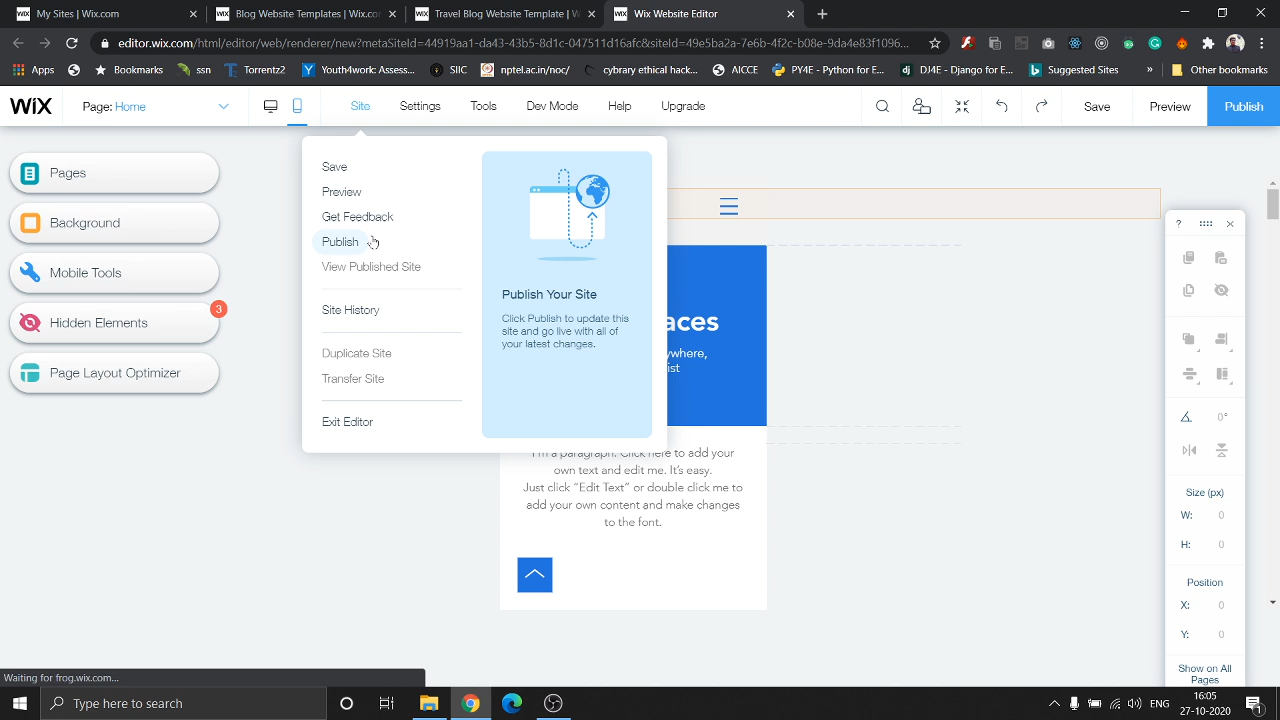 WiX My Sites | Wix.com
WiX Blog Website Templates | Wix.com
WiX Travel Blog Website Template | W
WiX Wix Website Editor
editor.wix.com/html/editor/web/renderer/new?metaSiteId=44919aa1-da43-43b5-8d1c-047511d16afc&siteId=49e5ba2a-7e6b-4f2c-b08e-9da4e83f1096...
Apps
Bookmarks
ssn
Torrentz2
Youth4work: Assess...
SIIC
nptel.ac.in/noc/
cybrary ethical hack...
AICCE
PY4E - Python for E...
DJ4E - Django for E...
Suggested Sites
»
Other bookmarks
WiX
Page: Home
Site
Settings
Tools
Dev Mode
Help
Upgrade
Save
Preview
Publish
Pages
Background
Mobile Tools
Hidden Elements
3
Page Layout Optimizer
Save
Preview
Get Feedback
Publish
View Published Site
Site History
Duplicate Site
Transfer Site
Exit Editor
Publish Your Site
Click Publish to update this
site and go live with all of
your latest changes.
aces
ywhere,
ist
I'm a paragraph. Click here to add your
own text and edit me. It's easy.
Just click "Edit Text" or double click me to
add your own content and make changes
to the font.
?
0°
Size (px)
W: 0
H: 0
Position
X: 0
Y: 0
Show on All
Pages
Waiting for frog.wix.com...
Type here to search
ENG
16:05
27-10-2020
1